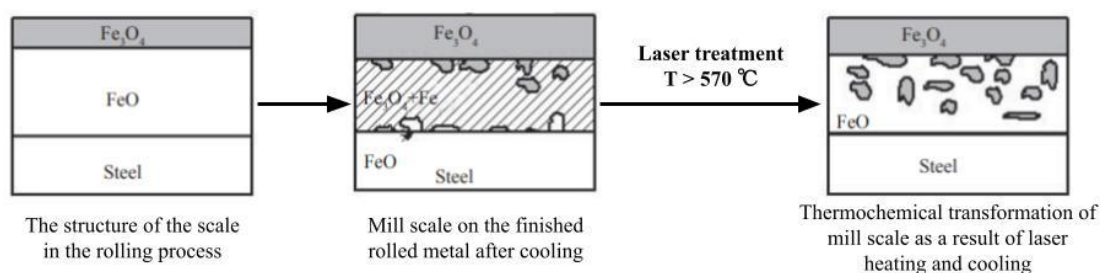 Fe₃O₄
FeO
Steel
The structure of the scale
in the rolling process
Fe₃O₄
Fe₃O₄+Fe
FeO
Steel
Mill scale on the finished
rolled metal after cooling
Laser treatment
T > 570 ℃
Fe₃O₄
FeO
Steel
Thermochemical transformation of
mill scale as a result of laser
heating and cooling